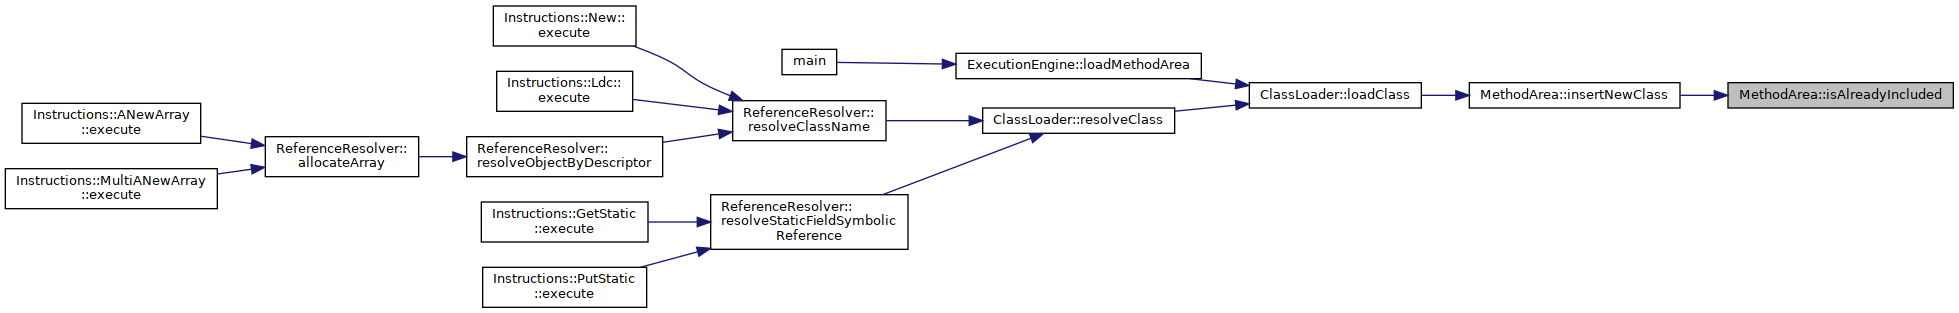 Instructions::New::
execute
main
ExecutionEngine::loadMethodArea
Instructions::Ldc::
execute
ClassLoader::loadClass
MethodArea::insertNewClass
MethodArea::isAlreadyIncluded
Instructions::ANewArray
::execute
ReferenceResolver::
resolveClassName
ClassLoader::resolveClass
ReferenceResolver::
allocateArray
ReferenceResolver::
resolveObjectByDescriptor
Instructions::MultiANewArray
::execute
Instructions::GetStatic
::execute
ReferenceResolver::
resolveStaticFieldSymbolic
Reference
Instructions::PutStatic
::execute